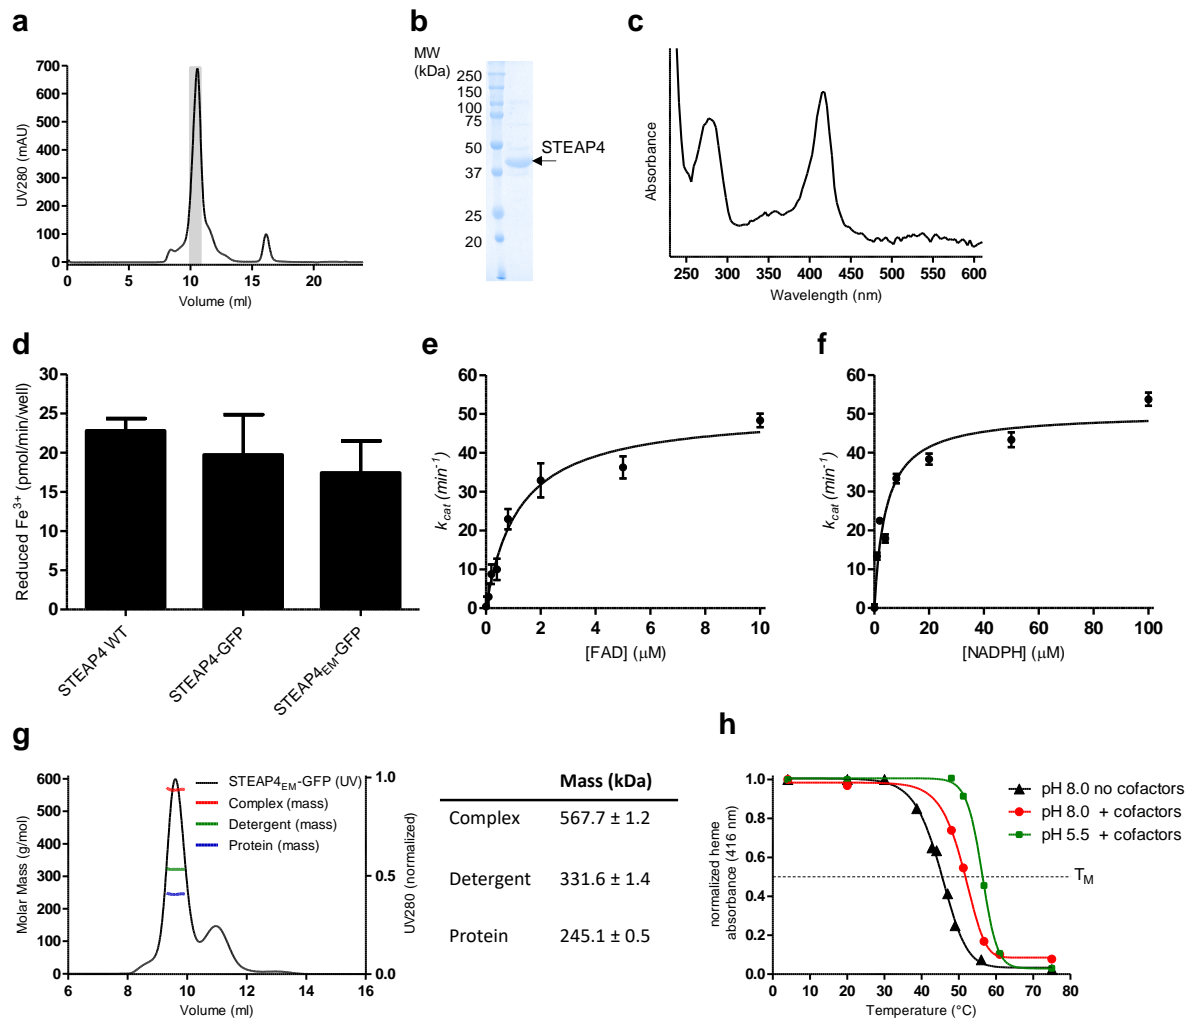 a
700
600
500
400
300
200
100
0
UV280 (mAU)
0 5 10 15 20
Volume (ml)
b
MW
(kDa)
250
150
100
75
50
37
25
20
STEAP4
c
Absorbance
250 300 350 400 450 500 550 600
Wavelength (nm)
d
30
25
20
15
10
5
0
Reduced Fe³⁺ (pmol/min/well)
STEAP4 WT
STEAP4-GFP
STEAP4EM-GFP
e
60
50
40
30
20
10
0
kcat (min⁻¹)
0 2 4 6 8 10
[FAD] (μM)
f
60
50
40
30
20
10
0
kcat (min⁻¹)
0 20 40 60 80 100
[NADPH] (μM)
g
600
500
400
300
200
100
0
Molar Mass (g/mol)
STEAP4EM-GFP (UV)
Complex (mass)
Detergent (mass)
Protein (mass)
1.0
0.5
0.0
UV280 (normalized)
6 8 10 12 14 16
Volume (ml)
Mass (kDa)
Complex 567.7 ± 1.2
Detergent 331.6 ± 1.4
Protein 245.1 ± 0.5
h
1.0
0.8
0.6
0.4
0.2
0.0
normalized heme
absorbance (416 nm)
TM
pH 8.0 no cofactors
pH 8.0 + cofactors
pH 5.5 + cofactors
0 10 20 30 40 50 60 70 80
Temperature (°C)